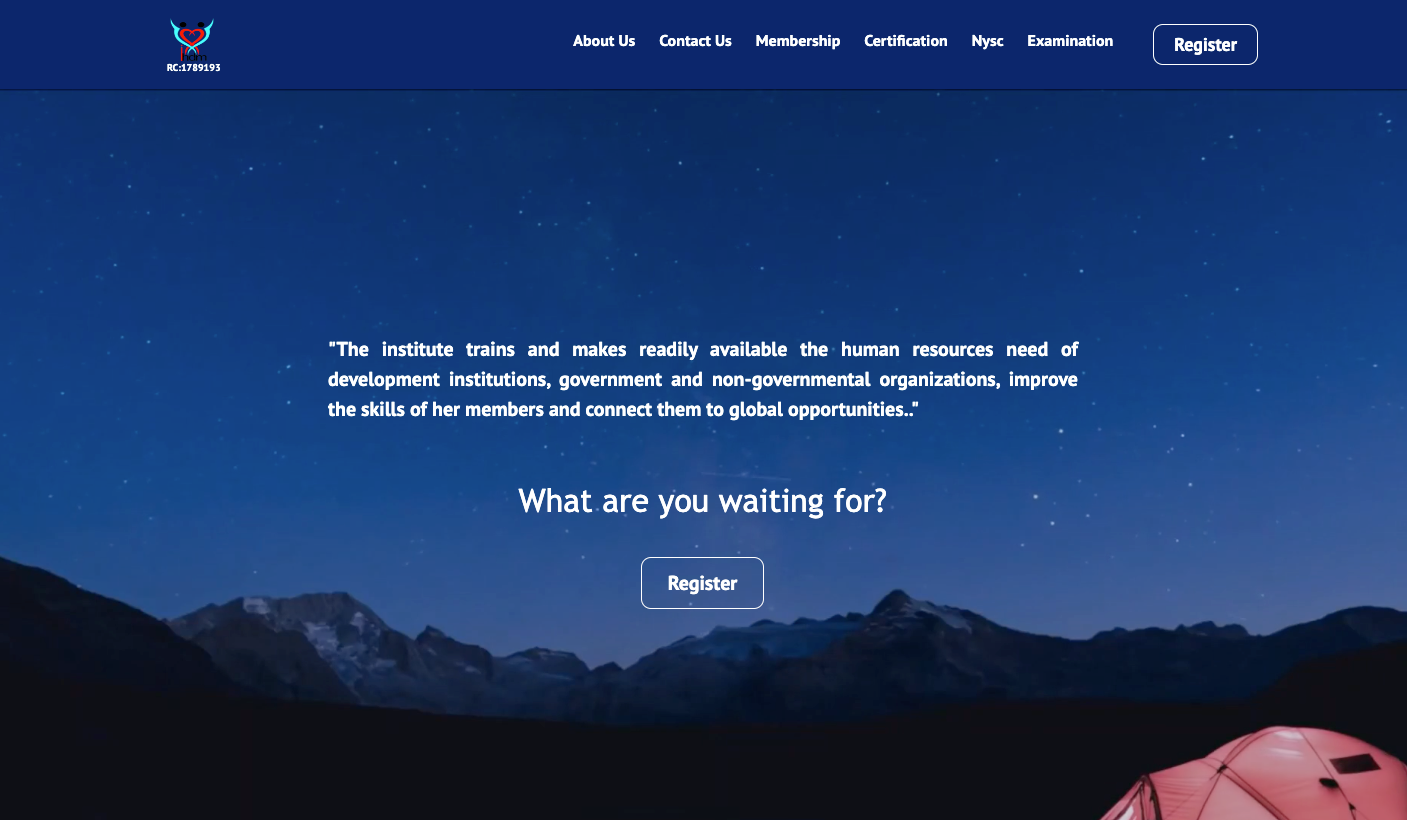 About Us Contact Us Membership Certification Nysc Examination Register
RC:1789193
"The institute trains and makes readily available the human resources need of
development institutions, government and non-governmental organizations, improve
the skills of her members and connect them to global opportunities.."
What are you waiting for?
Register